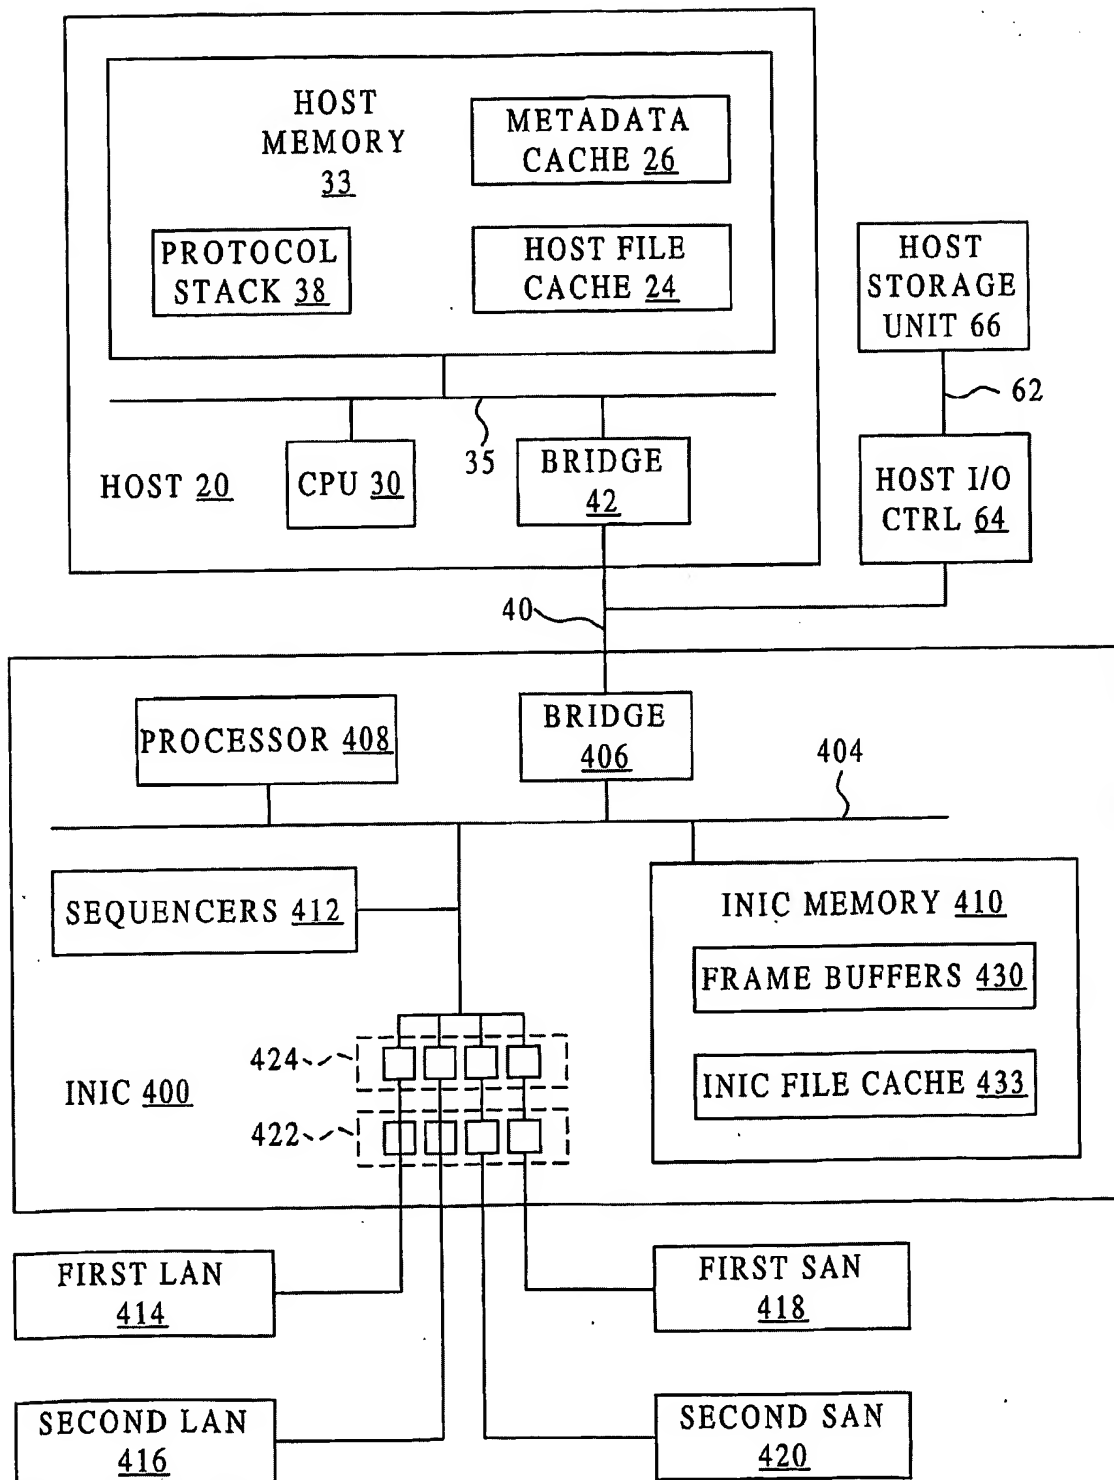 HOST
MEMORY
33
METADATA
CACHE 26
PROTOCOL
STACK 38
HOST FILE
CACHE 24
HOST
STORAGE
UNIT 66
62
35
HOST 20
CPU 30
BRIDGE
42
HOST I/O
CTRL 64
40
PROCESSOR 408
BRIDGE
406
404
SEQUENCERS 412
INIC MEMORY 410
FRAME BUFFERS 430
INIC FILE CACHE 433
424
INIC 400
422
FIRST LAN
414
FIRST SAN
418
SECOND LAN
416
SECOND SAN
420